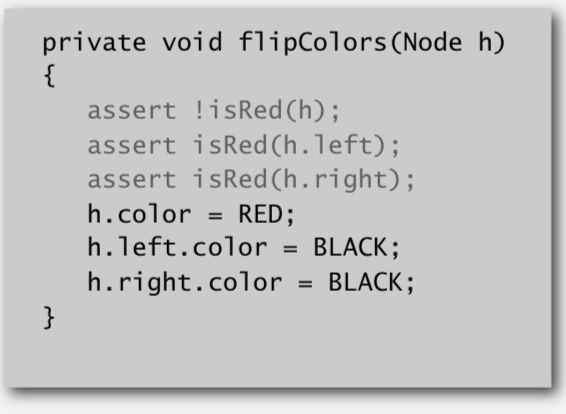 private void flipColors(Node h)
{
assert !isRed(h);
assert isRed(h.left);
assert isRed(h.right);
h.color = RED;
h.left.color = BLACK;
h.right.color = BLACK;
}